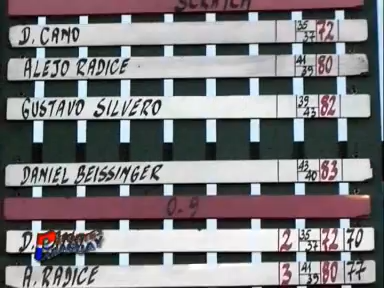 SCRATCH
D. CANO 35 37 72
ALEJO RADICE 41 39 80
GUSTAVO SILVERO 39 43 82
DANIEL BEISSINGER 43 40 83
0-9
D. 2 35 37 72 70
A. RADICE 3 41 39 80 77